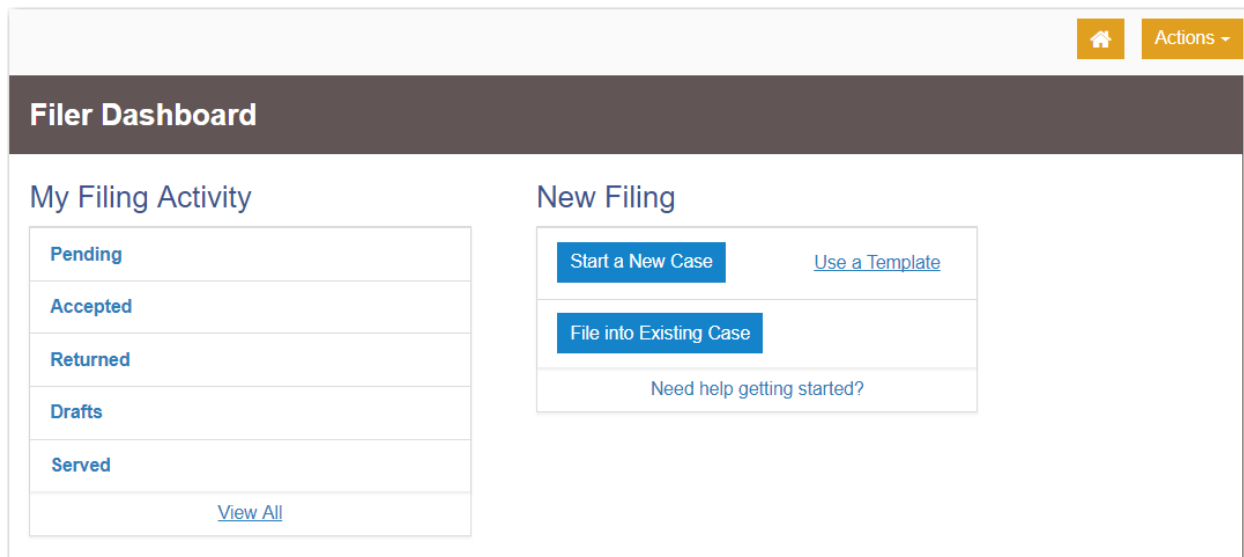 Actions
Filer Dashboard
My Filing Activity
Pending
Accepted
Returned
Drafts
Served
View All
New Filing
Start a New Case
Use a Template
File into Existing Case
Need help getting started?